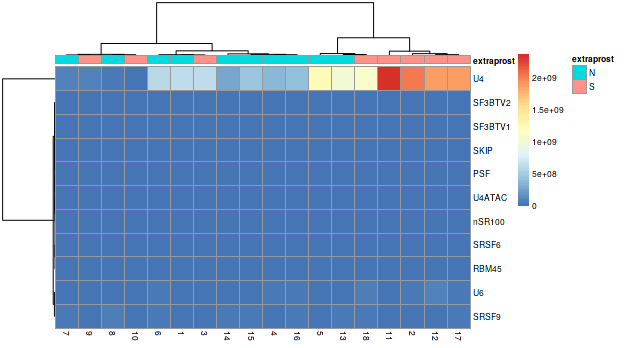 extraprost
extraprost
N
S
U4
SF3BTV2
SF3BTV1
SKIP
PSF
U4ATAC
nSR100
SRSF6
RBM45
U6
SRSF9
2e+09
1.5e+09
1e+09
5e+08
0
7 9 8 10 6 1 3 14 15 4 16 5 13 18 11 2 12 17